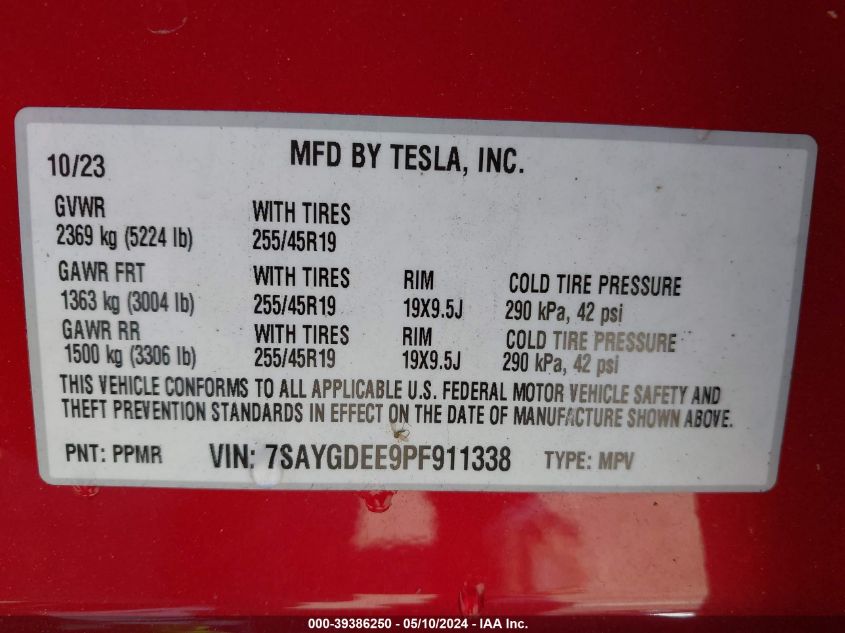 10/23 MFD BY TESLA, INC.
GVWR WITH TIRES
2369 kg (5224 lb) 255/45R19
GAWR FRT WITH TIRES RIM COLD TIRE PRESSURE
1363 kg (3004 lb) 255/45R19 19X9.5J 290 kPa, 42 psi
GAWR RR WITH TIRES RIM COLD TIRE PRESSURE
1500 kg (3306 lb) 255/45R19 19X9.5J 290 kPa, 42 psi
THIS VEHICLE CONFORMS TO ALL APPLICABLE U.S. FEDERAL MOTOR VEHICLE SAFETY AND
THEFT PREVENTION STANDARDS IN EFFECT ON THE DATE OF MANUFACTURE SHOWN ABOVE.
PNT: PPMR VIN: 7SAYGDEE9PF911338 TYPE: MPV
000-39386250 - 05/10/2024 - IAA Inc.